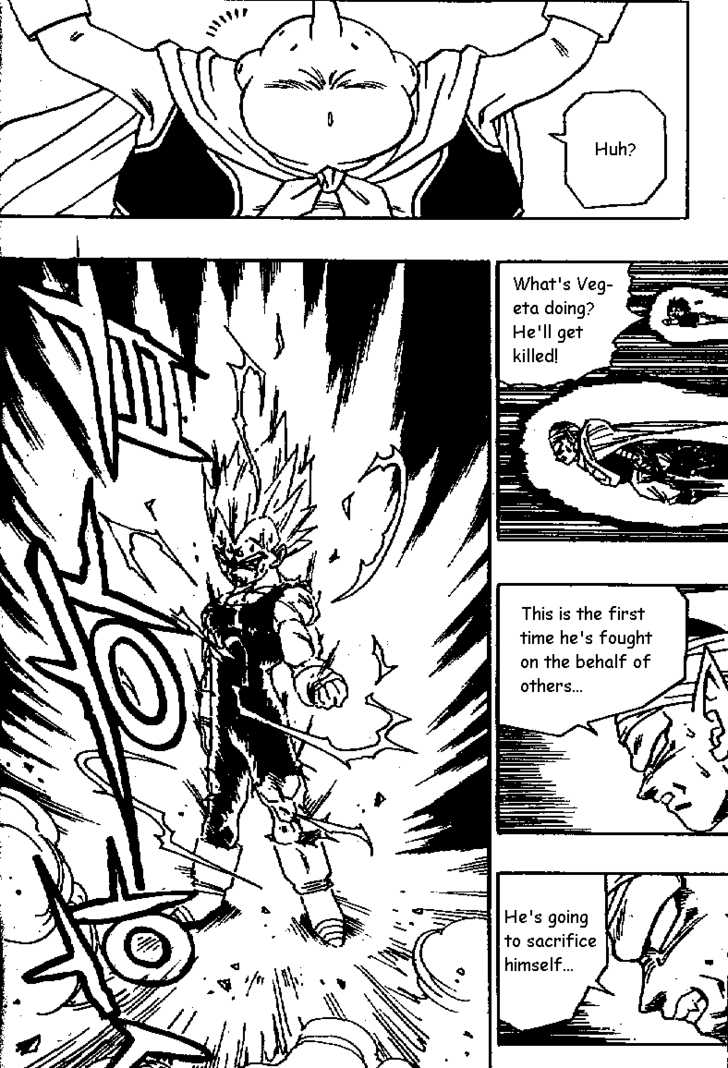 Huh?
What's Veg-
eta doing?
He'll get
killed!
This is the first
time he's fought
on the behalf of
others...
He's going
to sacrifice
himself...